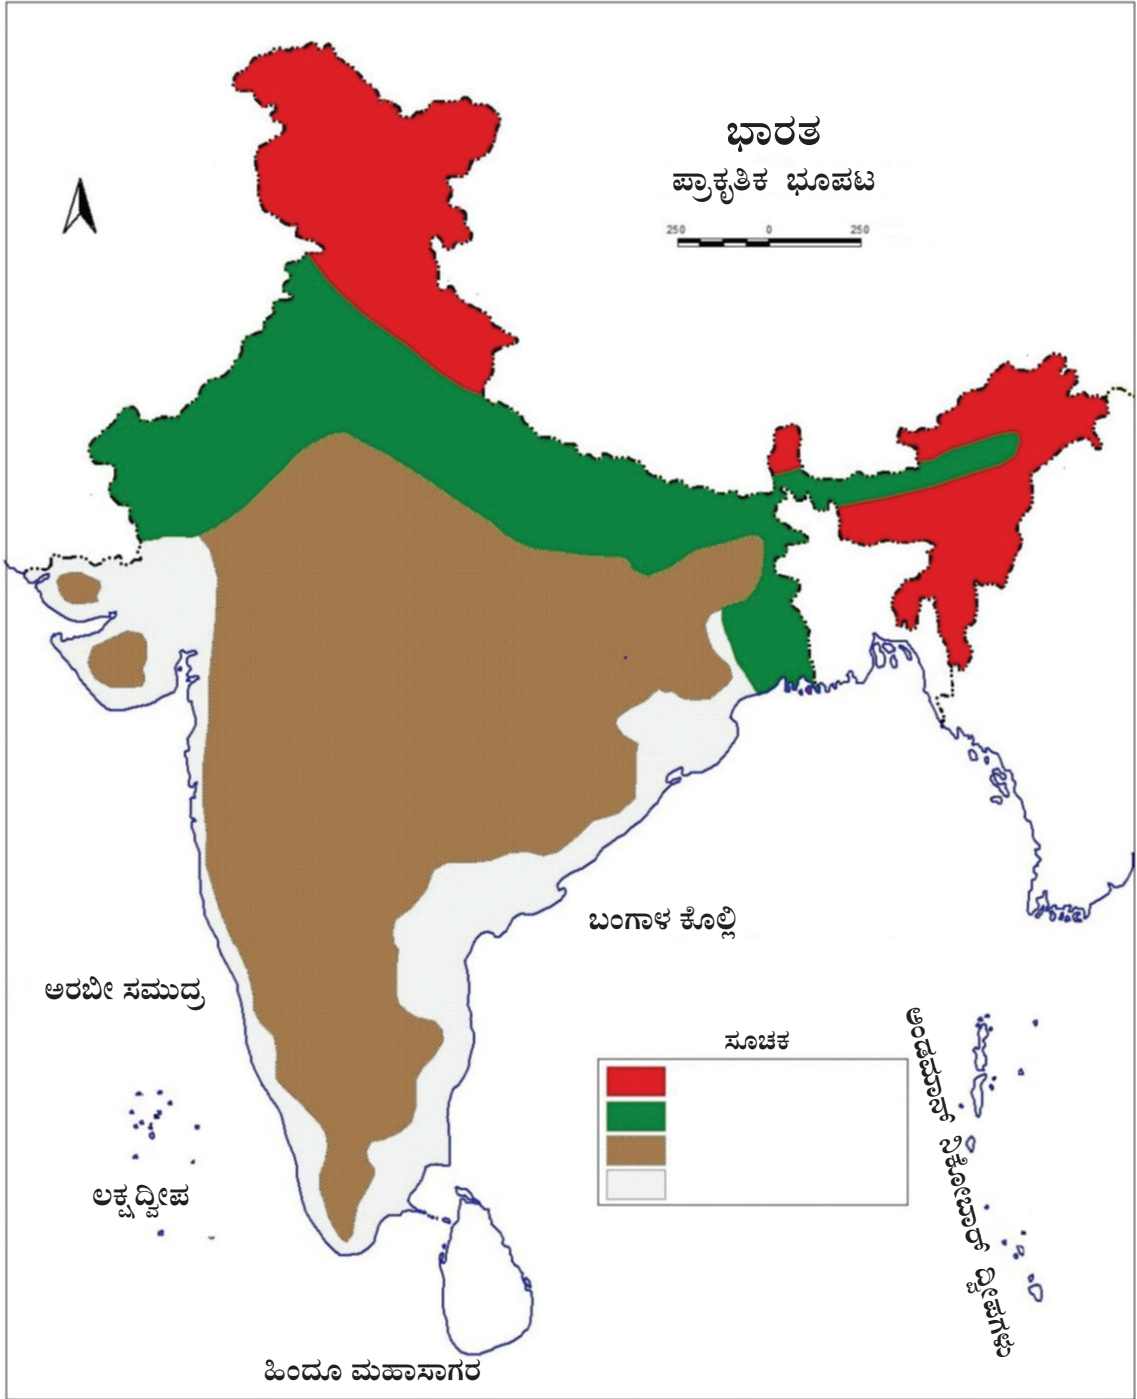 ಭಾರತ
ಪ್ರಾಕೃತಿಕ ಭೂಪಟ
250 0 250
ಬಂಗಾಳ ಕೊಲ್ಲಿ
ಅರಬೀ ಸಮುದ್ರ
ಸೂಚಕ
ಅಂಡಮಾನ್ ನಿಕೋಬಾರ್ ದ್ವೀಪಗಳು
ಲಕ್ಷದ್ವೀಪ
ಹಿಂದೂ ಮಹಾಸಾಗರ